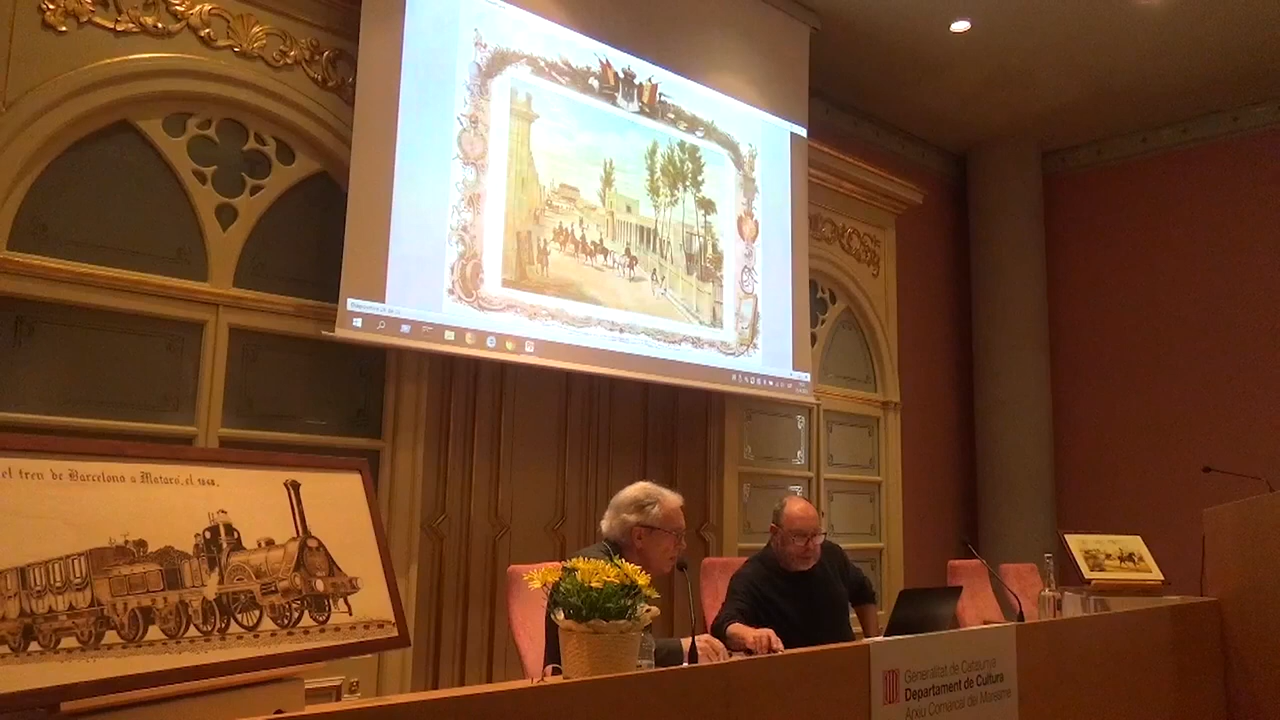 el tren de Barcelona a Mataró, el 1848.
Generalitat de Catalunya
Departament de Cultura
Arxiu Comarcal del Maresme